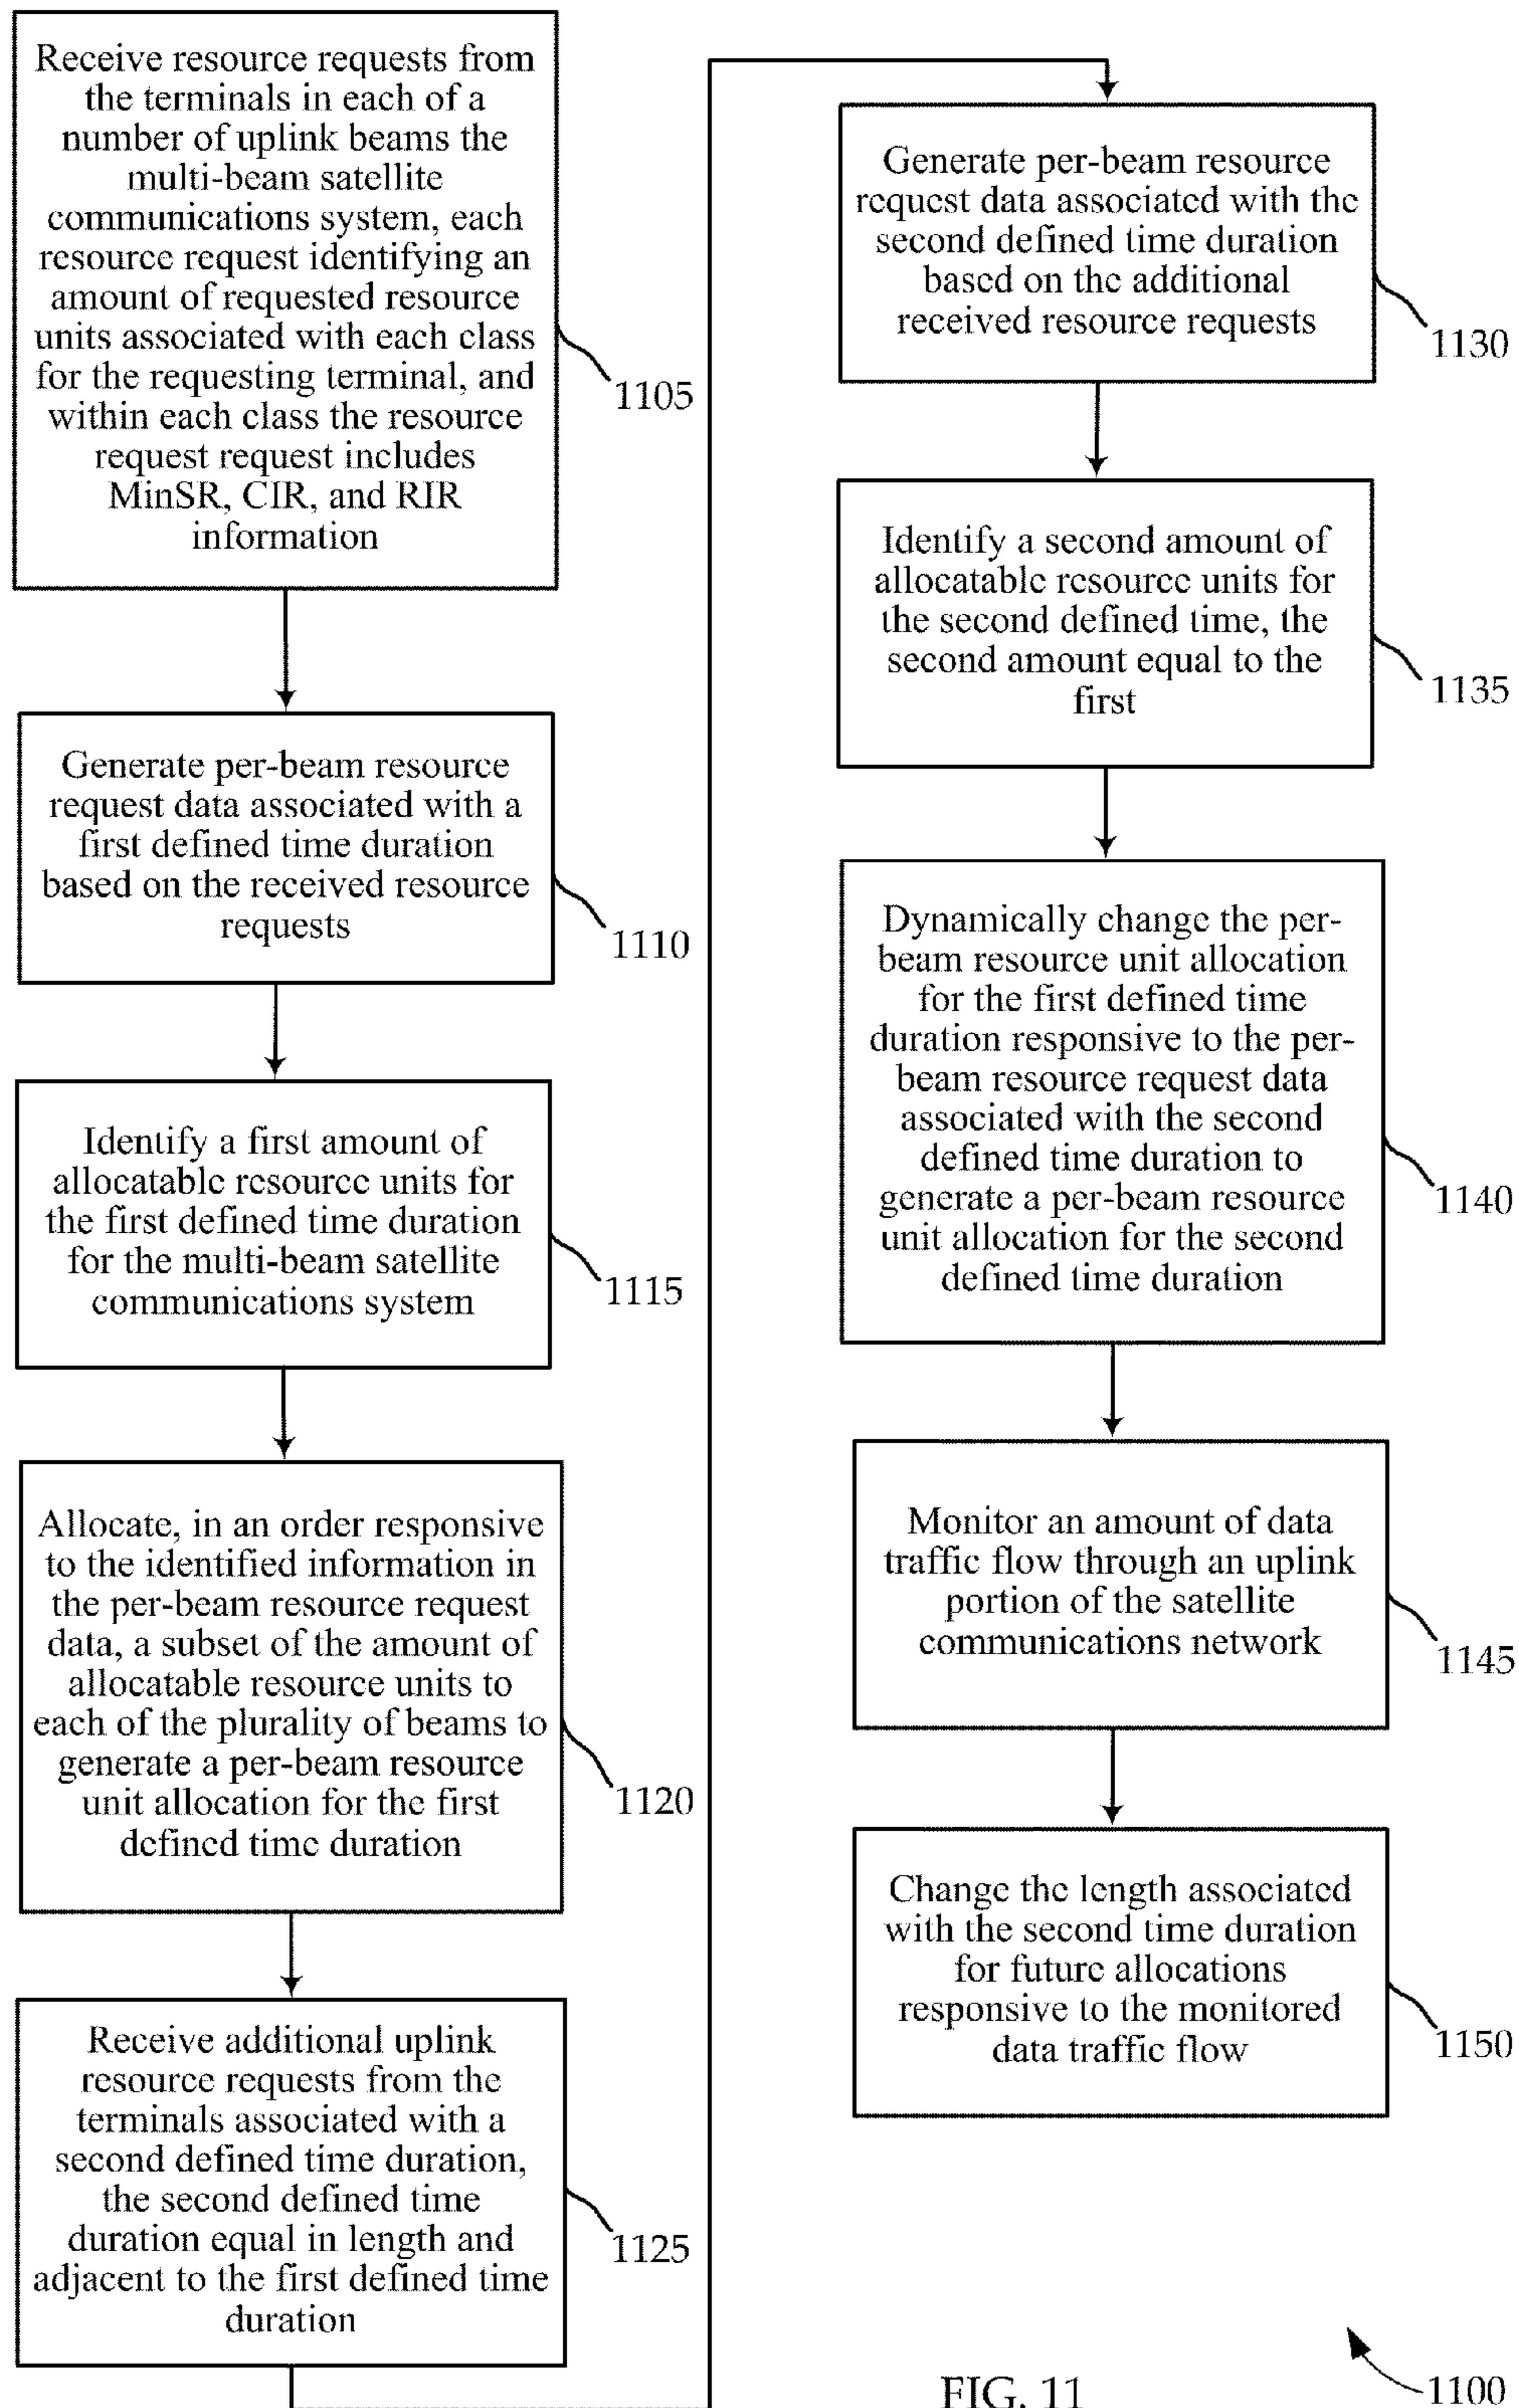 Receive resource requests from
the terminals in each of a
number of uplink beams the
multi-beam satellite
communications system, each
resource request identifying an
amount of requested resource
units associated with each class
for the requesting terminal, and
within each class the resource
request request includes
MinSR, CIR, and RIR
information
1105
Generate per-beam resource
request data associated with a
first defined time duration
based on the received resource
requests
1110
Identify a first amount of
allocatable resource units for
the first defined time duration
for the multi-beam satellite
communications system
1115
Allocate, in an order responsive
to the identified information in
the per-beam resource request
data, a subset of the amount of
allocatable resource units to
each of the plurality of beams to
generate a per-beam resource
unit allocation for the first
defined time duration
1120
Receive additional uplink
resource requests from the
terminals associated with a
second defined time duration,
the second defined time
duration equal in length and
adjacent to the first defined time
duration
1125
Generate per-beam resource
request data associated with the
second defined time duration
based on the additional
received resource requests
1130
Identify a second amount of
allocatable resource units for
the second defined time, the
second amount equal to the
first
1135
Dynamically change the per-
beam resource unit allocation
for the first defined time
duration responsive to the per-
beam resource request data
associated with the second
defined time duration to
generate a per-beam resource
unit allocation for the second
defined time duration
1140
Monitor an amount of data
traffic flow through an uplink
portion of the satellite
communications network
1145
Change the length associated
with the second time duration
for future allocations
responsive to the monitored
data traffic flow
1150
FIG. 11
1100